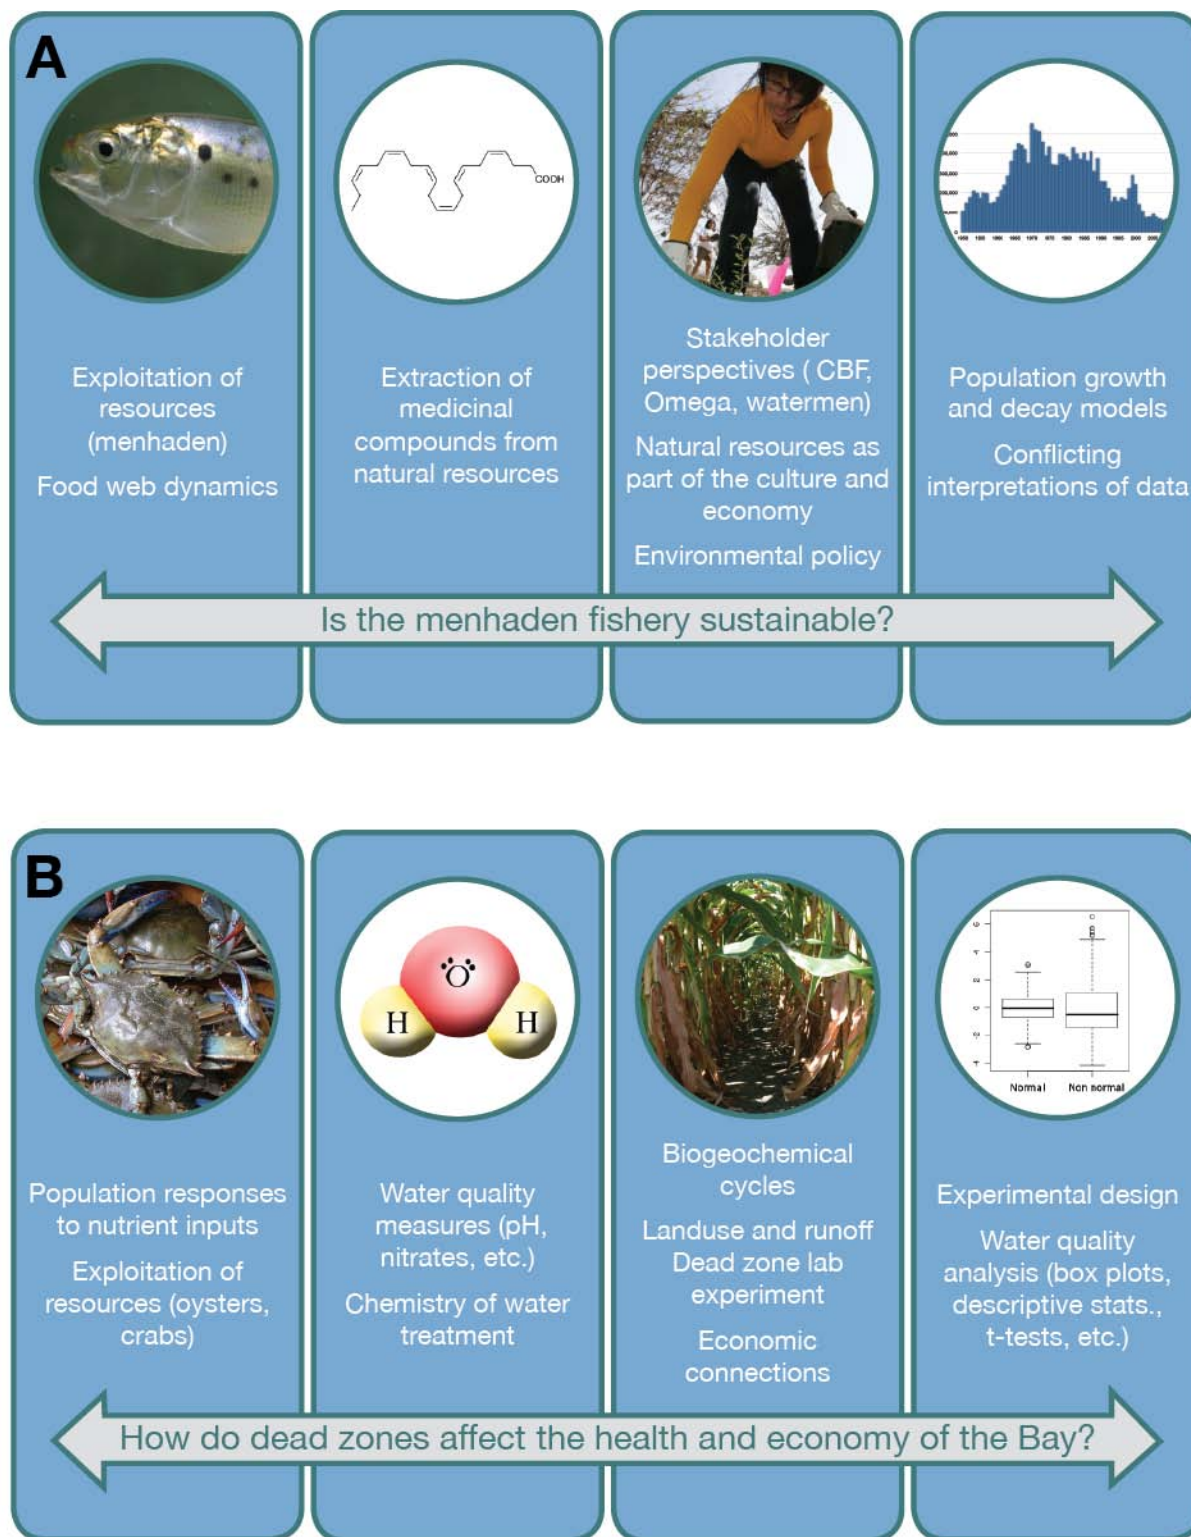 A
COOH
Exploitation of
resources
(menhaden)
Food web dynamics
Extraction of
medicinal
compounds from
natural resources
Stakeholder
perspectives ( CBF,
Omega, watermen)
Natural resources as
part of the culture and
economy
Environmental policy
Population growth
and decay models
Conflicting
interpretations of data
Is the menhaden fishery sustainable?
B
O
H H
Normal Non normal
Population responses
to nutrient inputs
Exploitation of
resources (oysters,
crabs)
Water quality
measures (pH,
nitrates, etc.)
Chemistry of water
treatment
Biogeochemical
cycles
Landuse and runoff
Dead zone lab
experiment
Economic
connections
Experimental design
Water quality
analysis (box plots,
descriptive stats.,
t-tests, etc.)
How do dead zones affect the health and economy of the Bay?